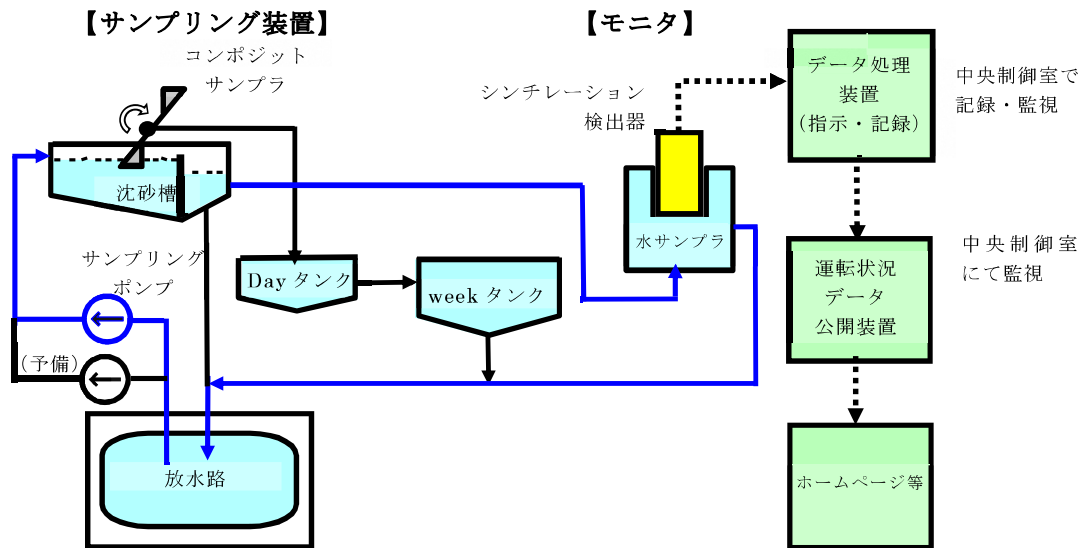 【サンプリング装置】
コンポジット
サンプラ
沈砂槽
サンプリング
ポンプ
（予備）
放水路
Day タンク
week タンク
【モニタ】
シンチレーション
検出器
水サンプラ
データ処理
装置
（指示・記録）
中央制御室で
記録・監視
運転状況
データ
公開装置
中央制御室
にて監視
ホームページ等